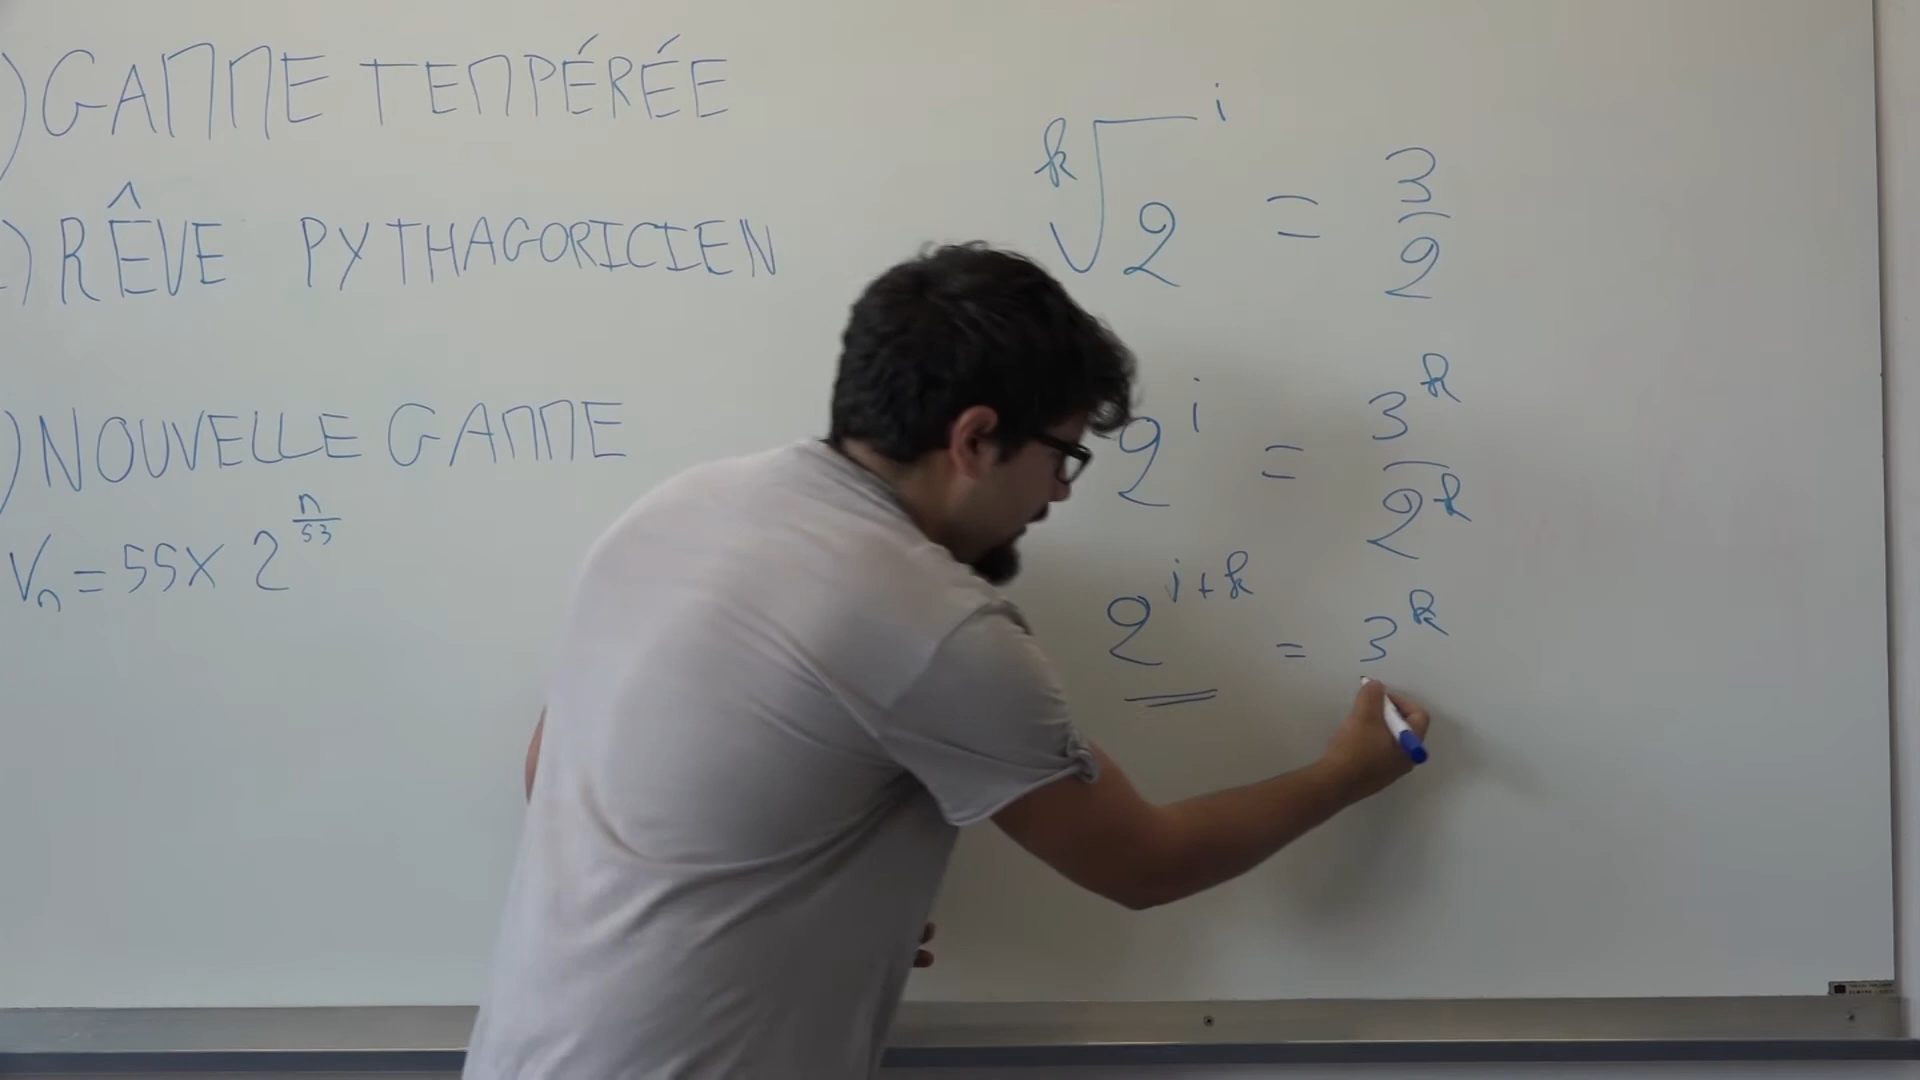 ) GAMME TEMPÉRÉE
) RÊVE PYTHAGORICIEN
) NOUVELLE GAMME
Vₙ = 55 × 2^(n/53)
ᵏ√2 ⁱ = 3/2
2^i = 3^k/2^k
2^(i+k) = 3^k